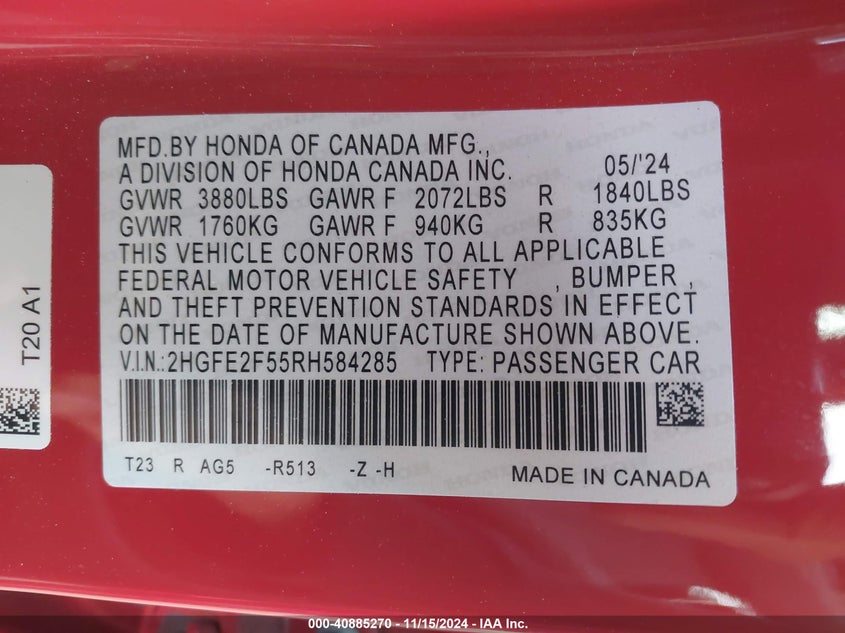 MFD.BY HONDA OF CANADA MFG.,
A DIVISION OF HONDA CANADA INC. 05/'24
GVWR 3880LBS GAWR F 2072LBS R 1840LBS
GVWR 1760KG GAWR F 940KG R 835KG
THIS VEHICLE CONFORMS TO ALL APPLICABLE
FEDERAL MOTOR VEHICLE SAFETY , BUMPER ,
AND THEFT PREVENTION STANDARDS IN EFFECT
ON THE DATE OF MANUFACTURE SHOWN ABOVE.
V.I.N.:2HGFE2F55RH584285 TYPE: PASSENGER CAR
T23 R AG5 -R513 -Z -H MADE IN CANADA
T20 A1
000-40885270 - 11/15/2024 - IAA Inc.